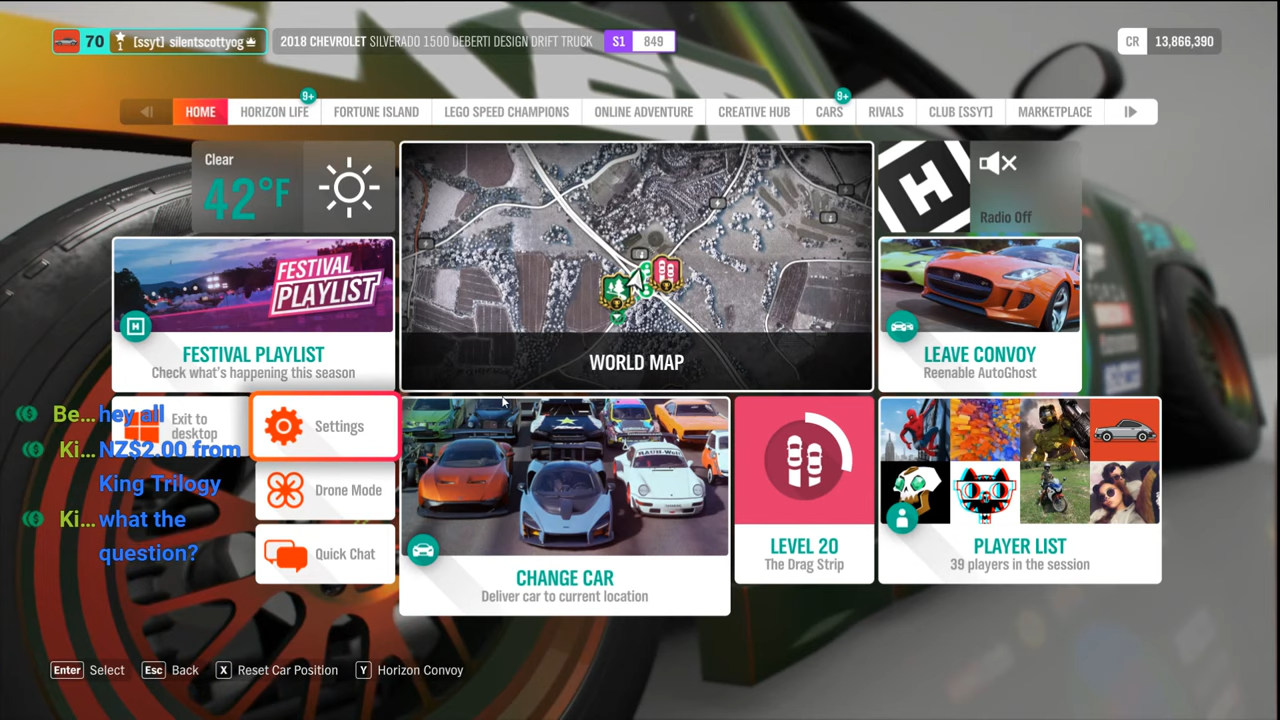 70 [ssyt] silentscottyog
2018 CHEVROLET SILVERADO 1500 DEBERTI DESIGN DRIFT TRUCK S1 849
CR 13,866,390
HOME HORIZON LIFE 9+ FORTUNE ISLAND LEGO SPEED CHAMPIONS ONLINE ADVENTURE CREATIVE HUB CARS 9+ RIVALS CLUB [SSYT] MARKETPLACE
Clear
42°F
H
Radio Off
FESTIVAL
PLAYLIST
H
FESTIVAL PLAYLIST
Check what's happening this season
WORLD MAP
LEAVE CONVOY
Reenable AutoGhost
Exit to
desktop
Settings
Drone Mode
Quick Chat
Be... hey all
Ki... NZ$2.00 from
King Trilogy
Ki... what the
question?
RAUH-Welt
CHANGE CAR
Deliver car to current location
LEVEL 20
The Drag Strip
PLAYER LIST
39 players in the session
Enter Select Esc Back X Reset Car Position Y Horizon Convoy